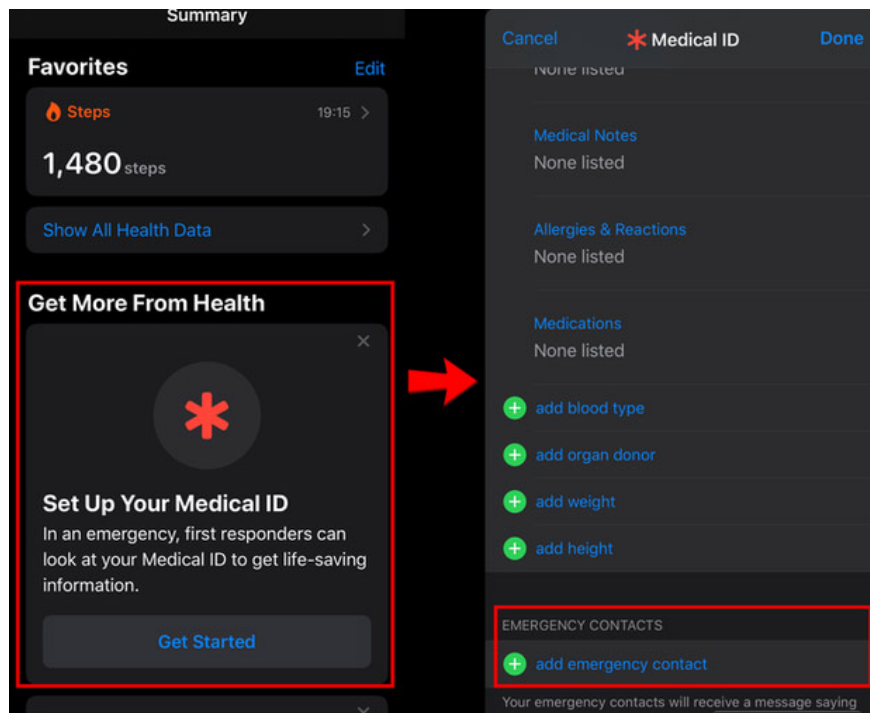 Summary
Favorites
Edit
Steps
19:15
1,480 steps
Show All Health Data
Get More From Health
Set Up Your Medical ID
In an emergency, first responders can
look at your Medical ID to get life-saving
information.
Get Started
Cancel
Medical ID
Done
None listed
Medical Notes
None listed
Allergies & Reactions
None listed
Medications
None listed
add blood type
add organ donor
add weight
add height
EMERGENCY CONTACTS
add emergency contact
Your emergency contacts will receive a message saying